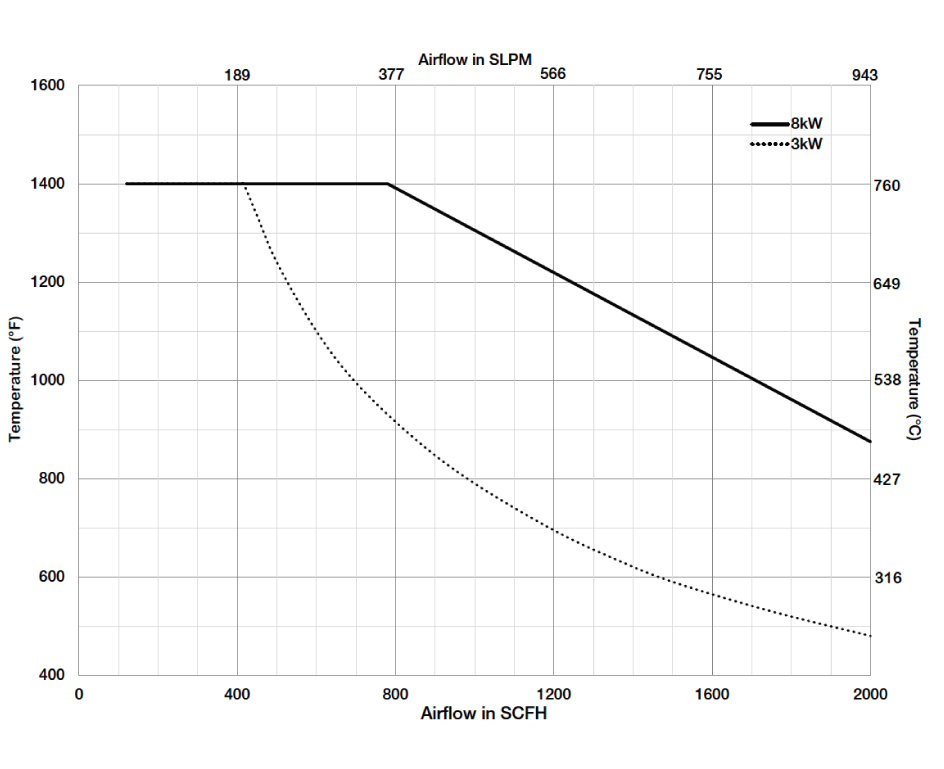 Airflow in SLPM
189 377 566 755 943
1600
8kW
3kW
1400 760
1200 649
1000 538
800 427
600 316
400
Temperature (°F)
Temperature (°C)
0 400 800 1200 1600 2000
Airflow in SCFH